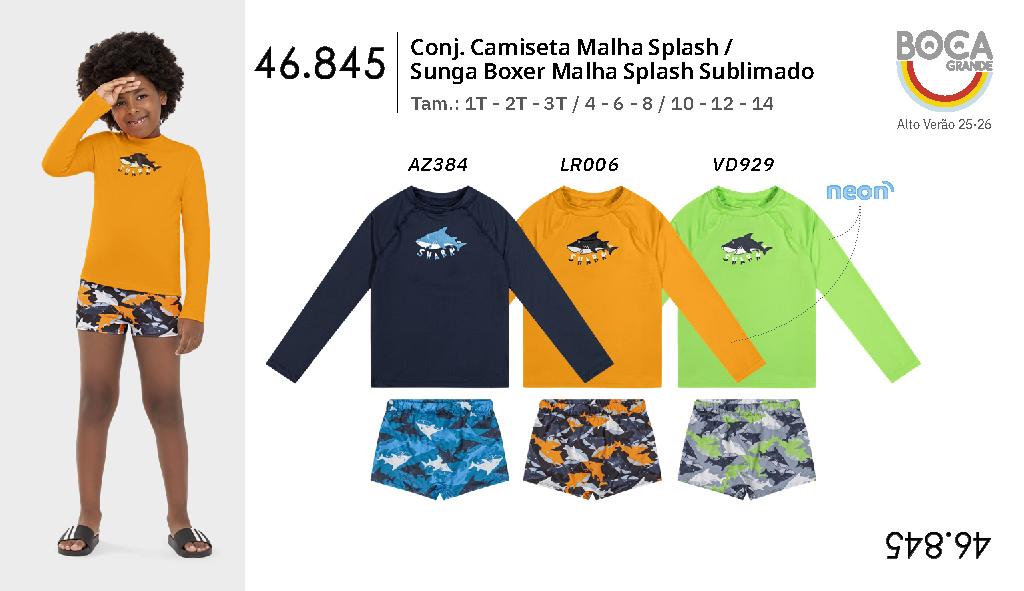 46.845
Conj. Camiseta Malha Splash /
Sunga Boxer Malha Splash Sublimado
Tam.: 1T - 2T - 3T / 4 - 6 - 8 / 10 - 12 - 14
BOCA
GRANDE
Alto Verão 25-26
AZ384
LR006
VD929
neon
SHARK
SHARK
SHARK
SHARK
46.845